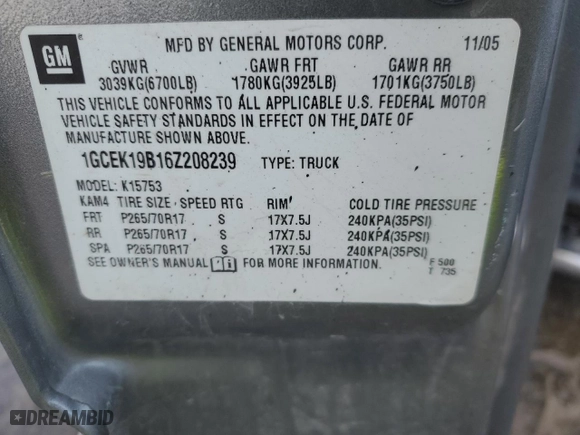 GM
MFD BY GENERAL MOTORS CORP. 11/05
GVWR GAWR FRT GAWR RR
3039KG(6700LB) 1780KG(3925LB) 1701KG(3750LB)
THIS VEHICLE CONFORMS TO ALL APPLICABLE U.S. FEDERAL MOTOR
VEHICLE SAFETY STANDARDS IN EFFECT ON THE DATE OF
MANUFACTURE SHOWN ABOVE.
1GCEK19B16Z208239 TYPE: TRUCK
MODEL: K15753
KAM4 TIRE SIZE SPEED RTG RIM COLD TIRE PRESSURE
FRT P265/70R17 S 17X7.5J 240KPA(35PSI)
RR P265/70R17 S 17X7.5J 240KPA(35PSI)
SPA P265/70R17 S 17X7.5J 240KPA(35PSI)
SEE OWNER'S MANUAL FOR MORE INFORMATION.
F 500
T 735
DREAMBID